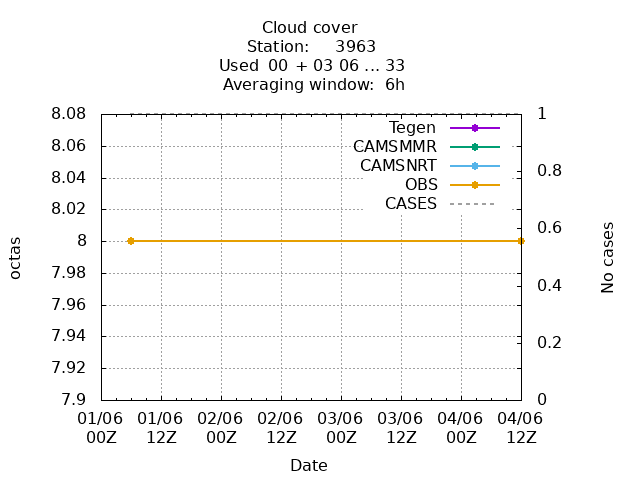 Cloud cover
Station: 3963
Used 00 + 03 06 ... 33
Averaging window: 6h
8.08
8.06
8.04
8.02
8
7.98
7.96
7.94
7.92
7.9
1
0.8
0.6
0.4
0.2
0
octas
No cases
Tegen
CAMSMMR
CAMSNRT
OBS
CASES
01/06 01/06 02/06 02/06 03/06 03/06 04/06 04/06
00Z 12Z 00Z 12Z 00Z 12Z 00Z 12Z
Date